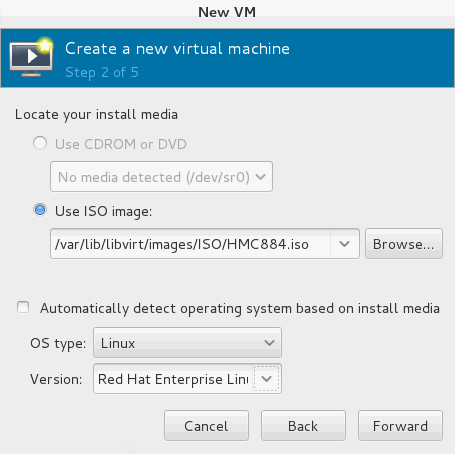 New VM
Create a new virtual machine
Step 2 of 5
Locate your install media
Use CDROM or DVD
No media detected (/dev/sr0)
Use ISO image:
/var/lib/libvirt/images/ISO/HMC884.iso
Browse...
Automatically detect operating system based on install media
OS type:
Linux
Version:
Red Hat Enterprise Linu
Cancel
Back
Forward